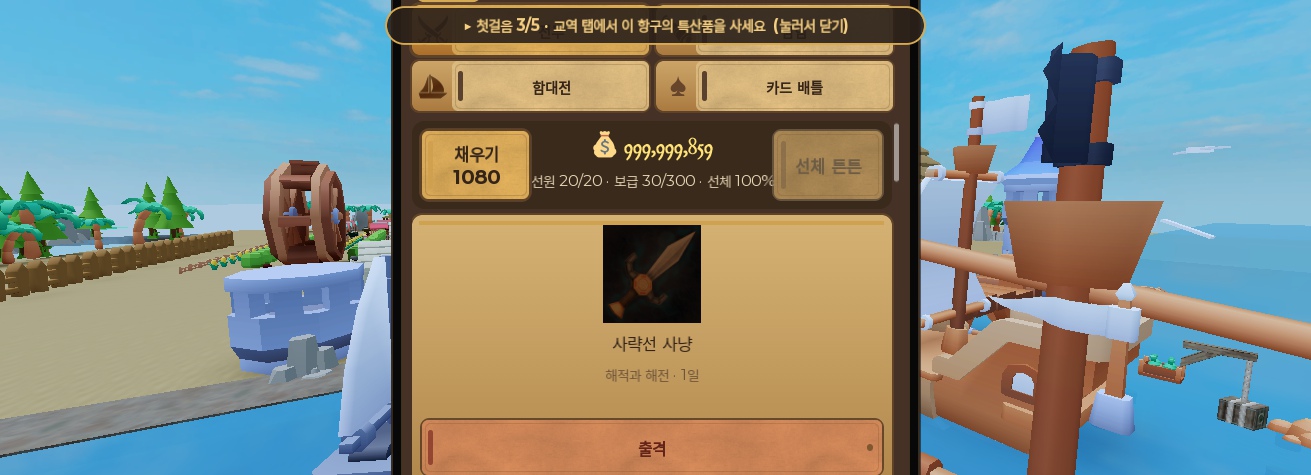 ▸ 첫걸음 3/5 · 교역 탭에서 이 항구의 특산품을 사세요 (눌러서 닫기)
함대전
카드 배틀
채우기
1080
999,999,859
선원 20/20 · 보급 30/300 · 선체 100%
선체 튼튼
사략선 사냥
해적과 해전 · 1일
출격